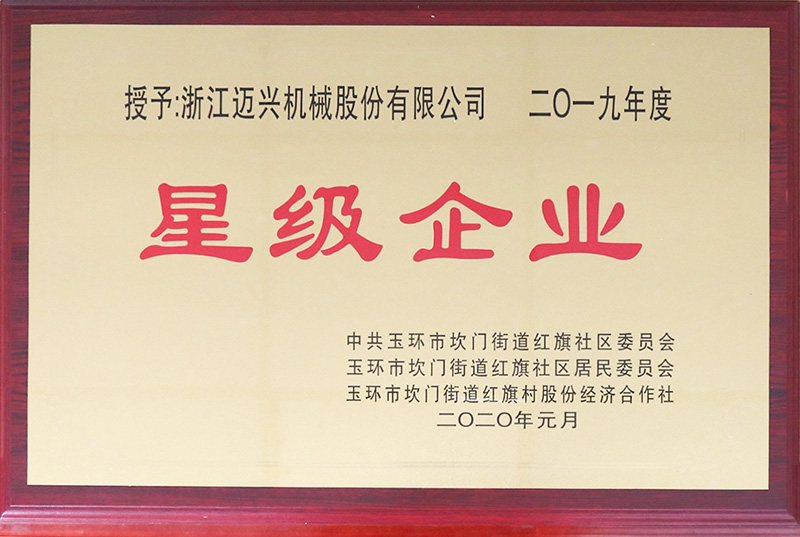 授予:浙江迈兴机械股份有限公司 二〇一九年度
星级企业
中共玉环市坎门街道红旗社区委员会
玉环市坎门街道红旗社区居民委员会
玉环市坎门街道红旗村股份经济合作社
二〇二〇年元月